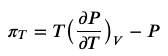 π_T = T(∂P/∂T)_V − P